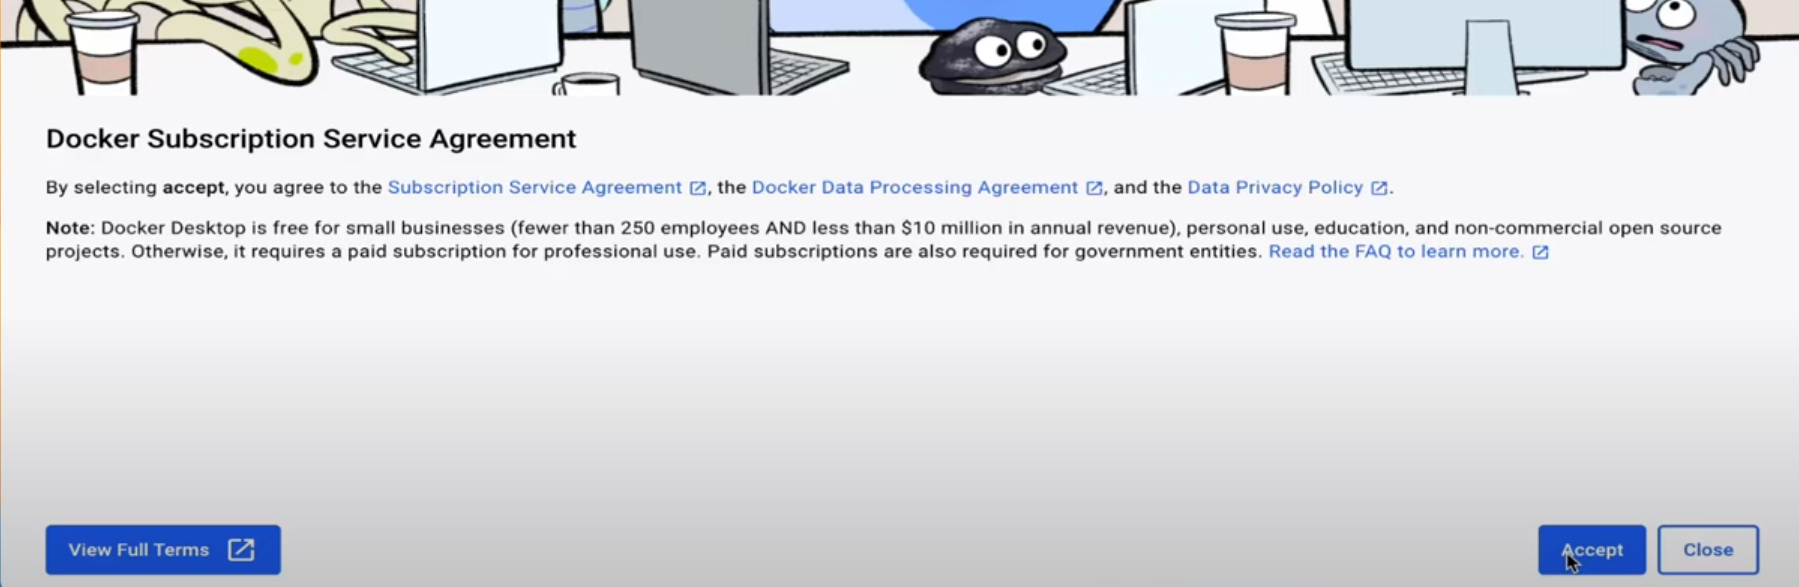 Docker Subscription Service Agreement
By selecting accept, you agree to the Subscription Service Agreement, the Docker Data Processing Agreement, and the Data Privacy Policy.
Note: Docker Desktop is free for small businesses (fewer than 250 employees AND less than $10 million in annual revenue), personal use, education, and non-commercial open source
projects. Otherwise, it requires a paid subscription for professional use. Paid subscriptions are also required for government entities. Read the FAQ to learn more.
View Full Terms
Accept
Close